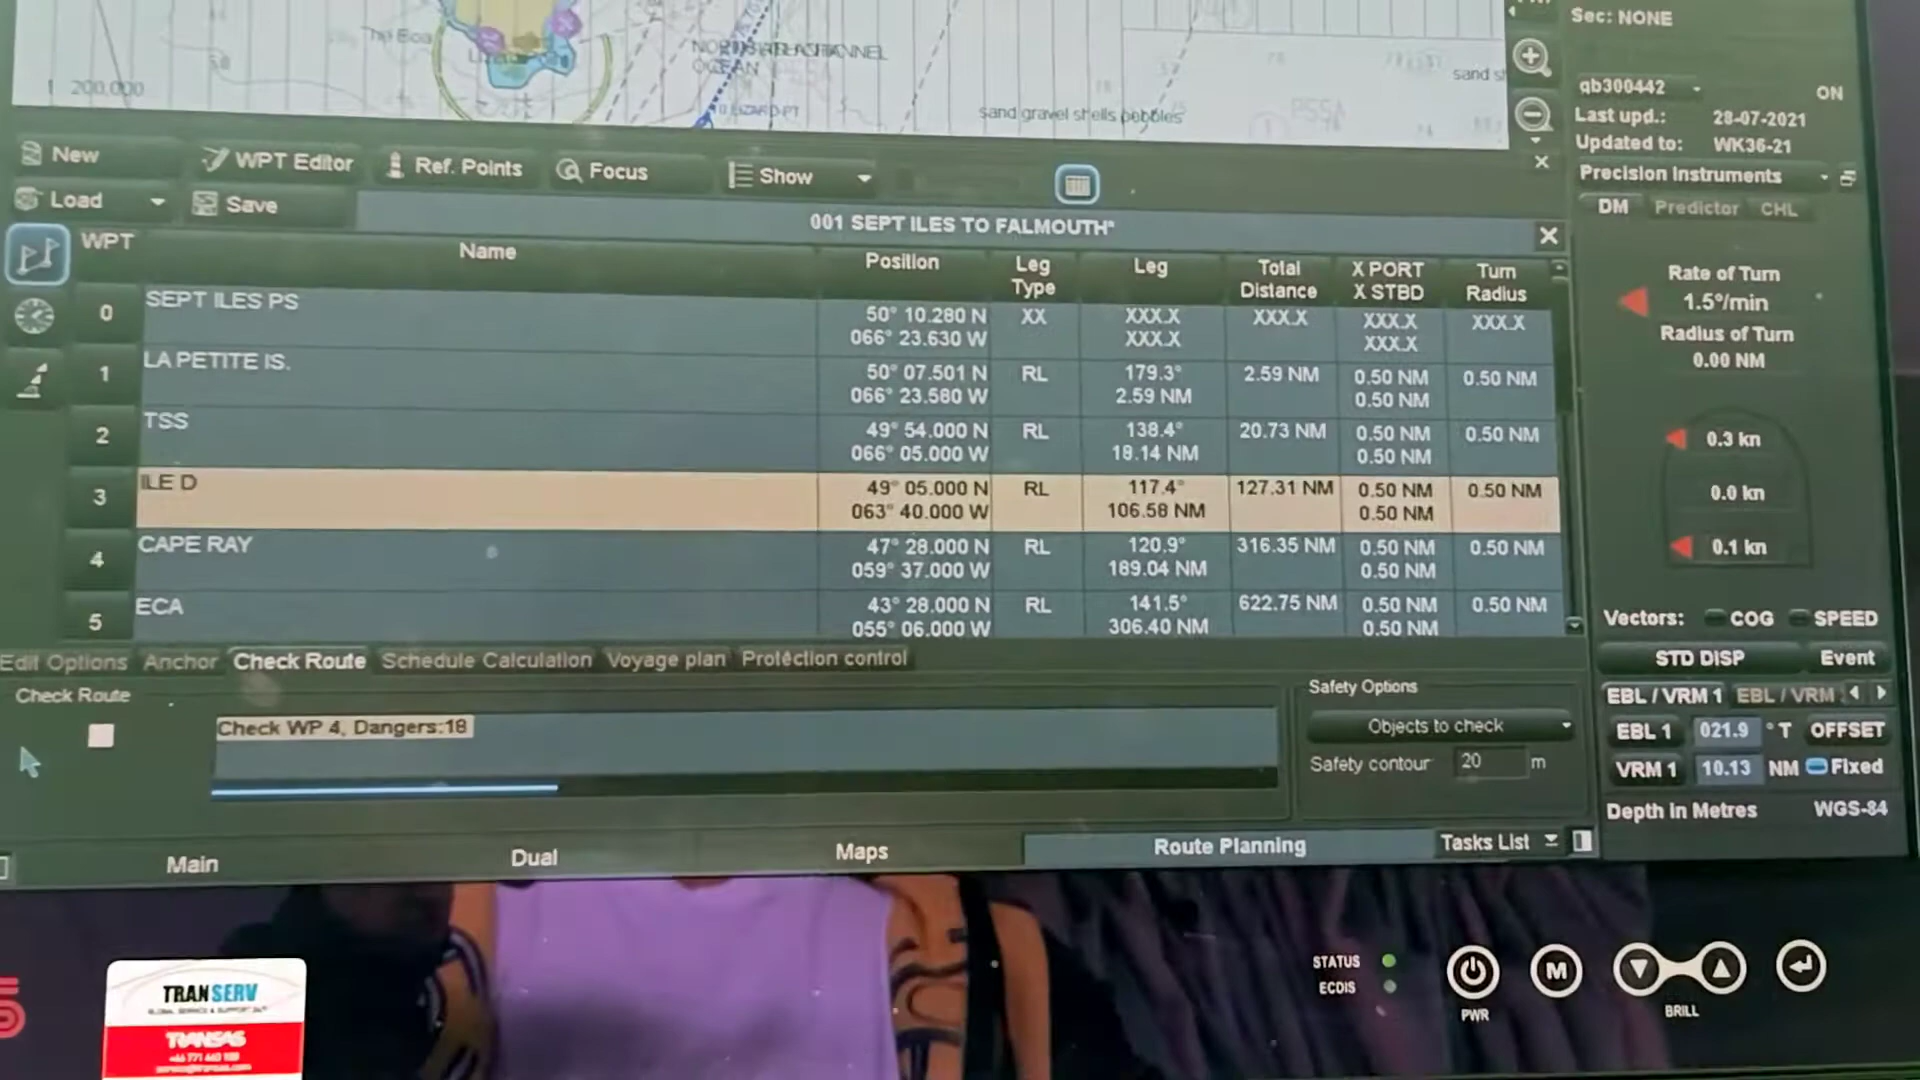 Sec: NONE
1 200,000
sand gravel shells pebbles
PSSA
qb300442
ON
Last upd.: 28-07-2021
Updated to: WK36-21
Precision Instruments
DM Predictor CHL
New WPT Editor Ref. Points Focus Show
Load Save
001 SEPT ILES TO FALMOUTH*
WPT Name Position Leg Type Leg Total Distance X PORT X STBD Turn Radius
0 SEPT ILES PS 50° 10.280 N XX XXX.X XXX.X XXX.X XXX.X
066° 23.630 W XXX.X XXX.X
1 LA PETITE IS. 50° 07.501 N RL 179.3° 2.59 NM 0.50 NM 0.50 NM
066° 23.580 W 2.59 NM 0.50 NM
2 TSS 49° 54.000 N RL 138.4° 20.73 NM 0.50 NM 0.50 NM
066° 05.000 W 18.14 NM 0.50 NM
3 ILE D 49° 05.000 N RL 117.4° 127.31 NM 0.50 NM 0.50 NM
063° 40.000 W 106.58 NM 0.50 NM
4 CAPE RAY 47° 28.000 N RL 120.9° 316.35 NM 0.50 NM 0.50 NM
059° 37.000 W 189.04 NM 0.50 NM
5 ECA 43° 28.000 N RL 141.5° 622.75 NM 0.50 NM 0.50 NM
055° 06.000 W 306.40 NM 0.50 NM
Rate of Turn
1.5°/min
Radius of Turn
0.00 NM
0.3 kn
0.0 kn
0.1 kn
Vectors: COG SPEED
STD DISP Event
EBL / VRM 1 EBL / VRM
EBL 1 021.9 ° T OFFSET
VRM 1 10.13 NM Fixed
Depth in Metres WGS-84
Edit Options Anchor Check Route Schedule Calculation Voyage plan Protection control
Check Route
Check WP 4, Dangers:18
Safety Options
Objects to check
Safety contour 20 m
Main Dual Maps Route Planning Tasks List
STATUS
ECDIS
PWR
M
BRILL
TRANSERV
GLOBAL SERVICE & SUPPORT 24/7
TRANSAS